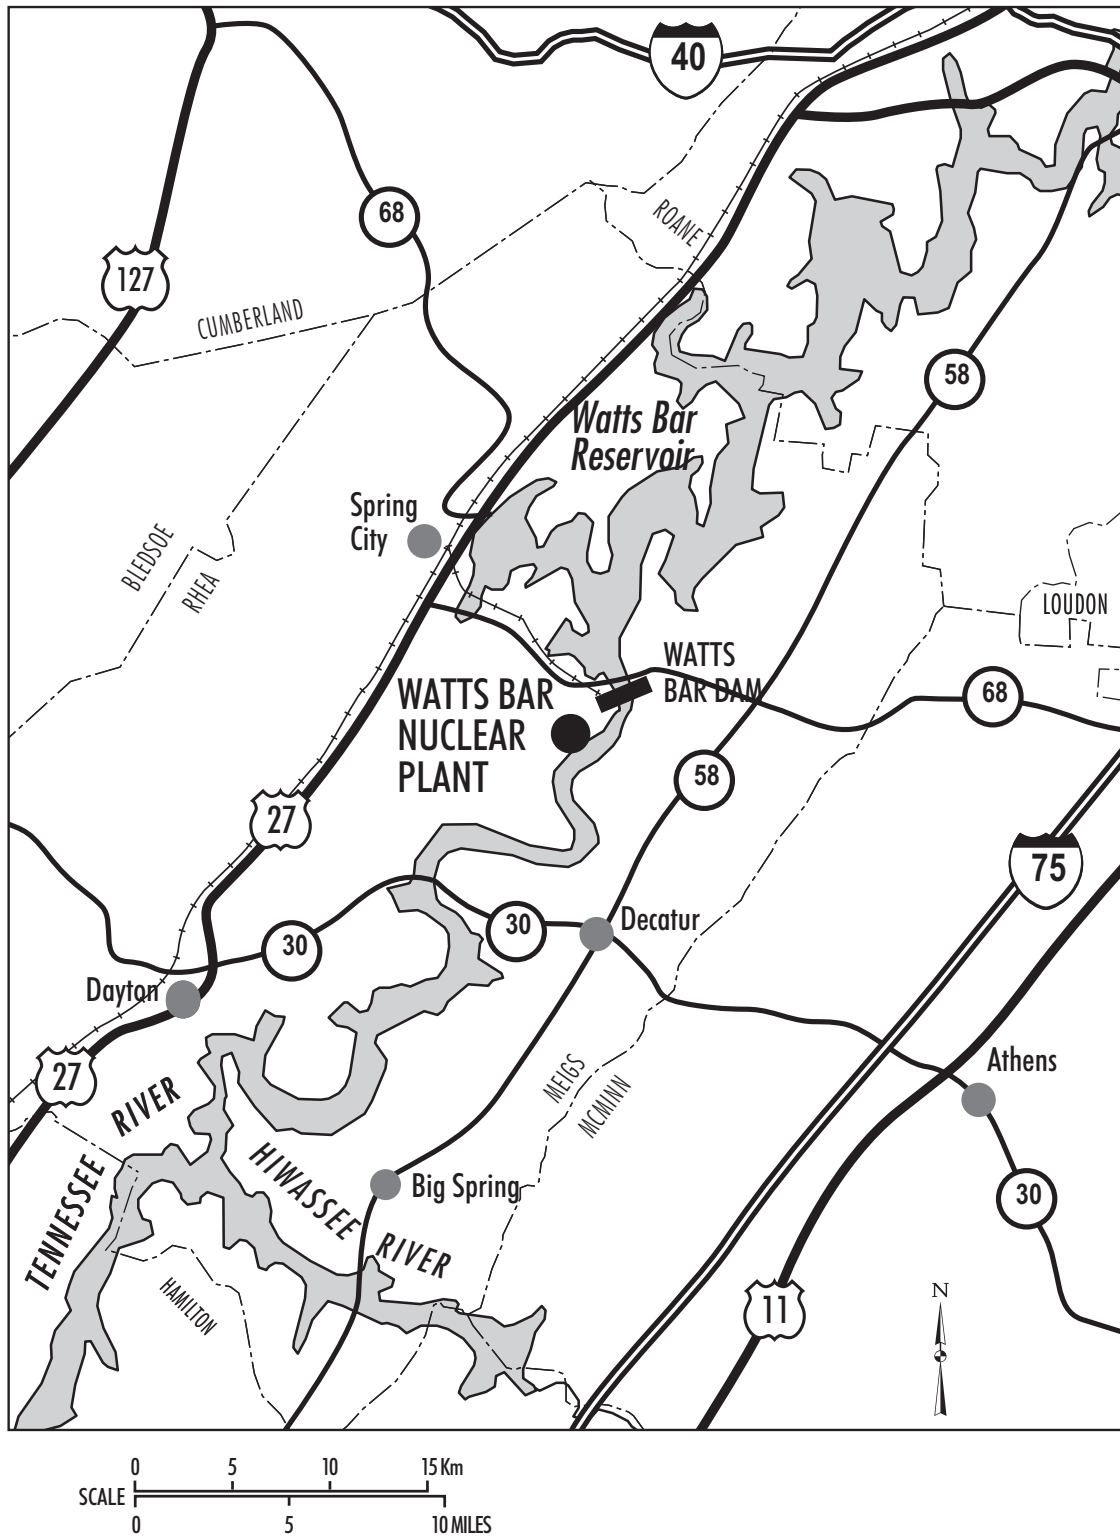 40
68
ROANE
127
CUMBERLAND
58
Watts Bar
Reservoir
Spring
City
BLEDSOE
RHEA
LOUDON
WATTS
BAR DAM
WATTS BAR
NUCLEAR
PLANT
68
58
27
75
30
30
Decatur
Dayton
27
Athens
MEIGS
MCMINN
TENNESSEE RIVER
HIWASSEE RIVER
Big Spring
30
HAMILTON
11
N
0 5 10 15 Km
SCALE
0 5 10 MILES